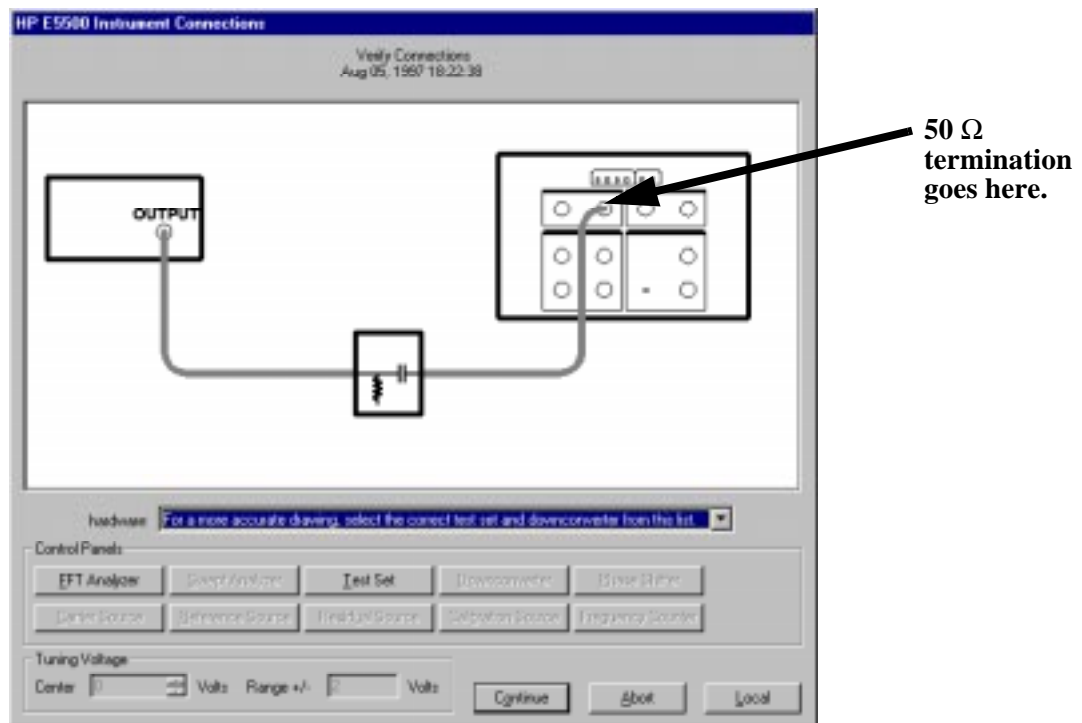 HP E5500 Instrument Connections
Verify Connections
Aug 05, 1997 18:22:38
50 Ω
termination
goes here.
OUTPUT
hardware For a more accurate drawing, select the correct test set and downconverter from this list.
Control Panels
FFT Analyzer Swept Analyzer Test Set Downconverter Phase Shifter
Carrier Source Reference Source Residual Source Calibration Source Frequency Counter
Tuning Voltage
Center 0 Volts Range +/- 2 Volts
Continue Abort Local